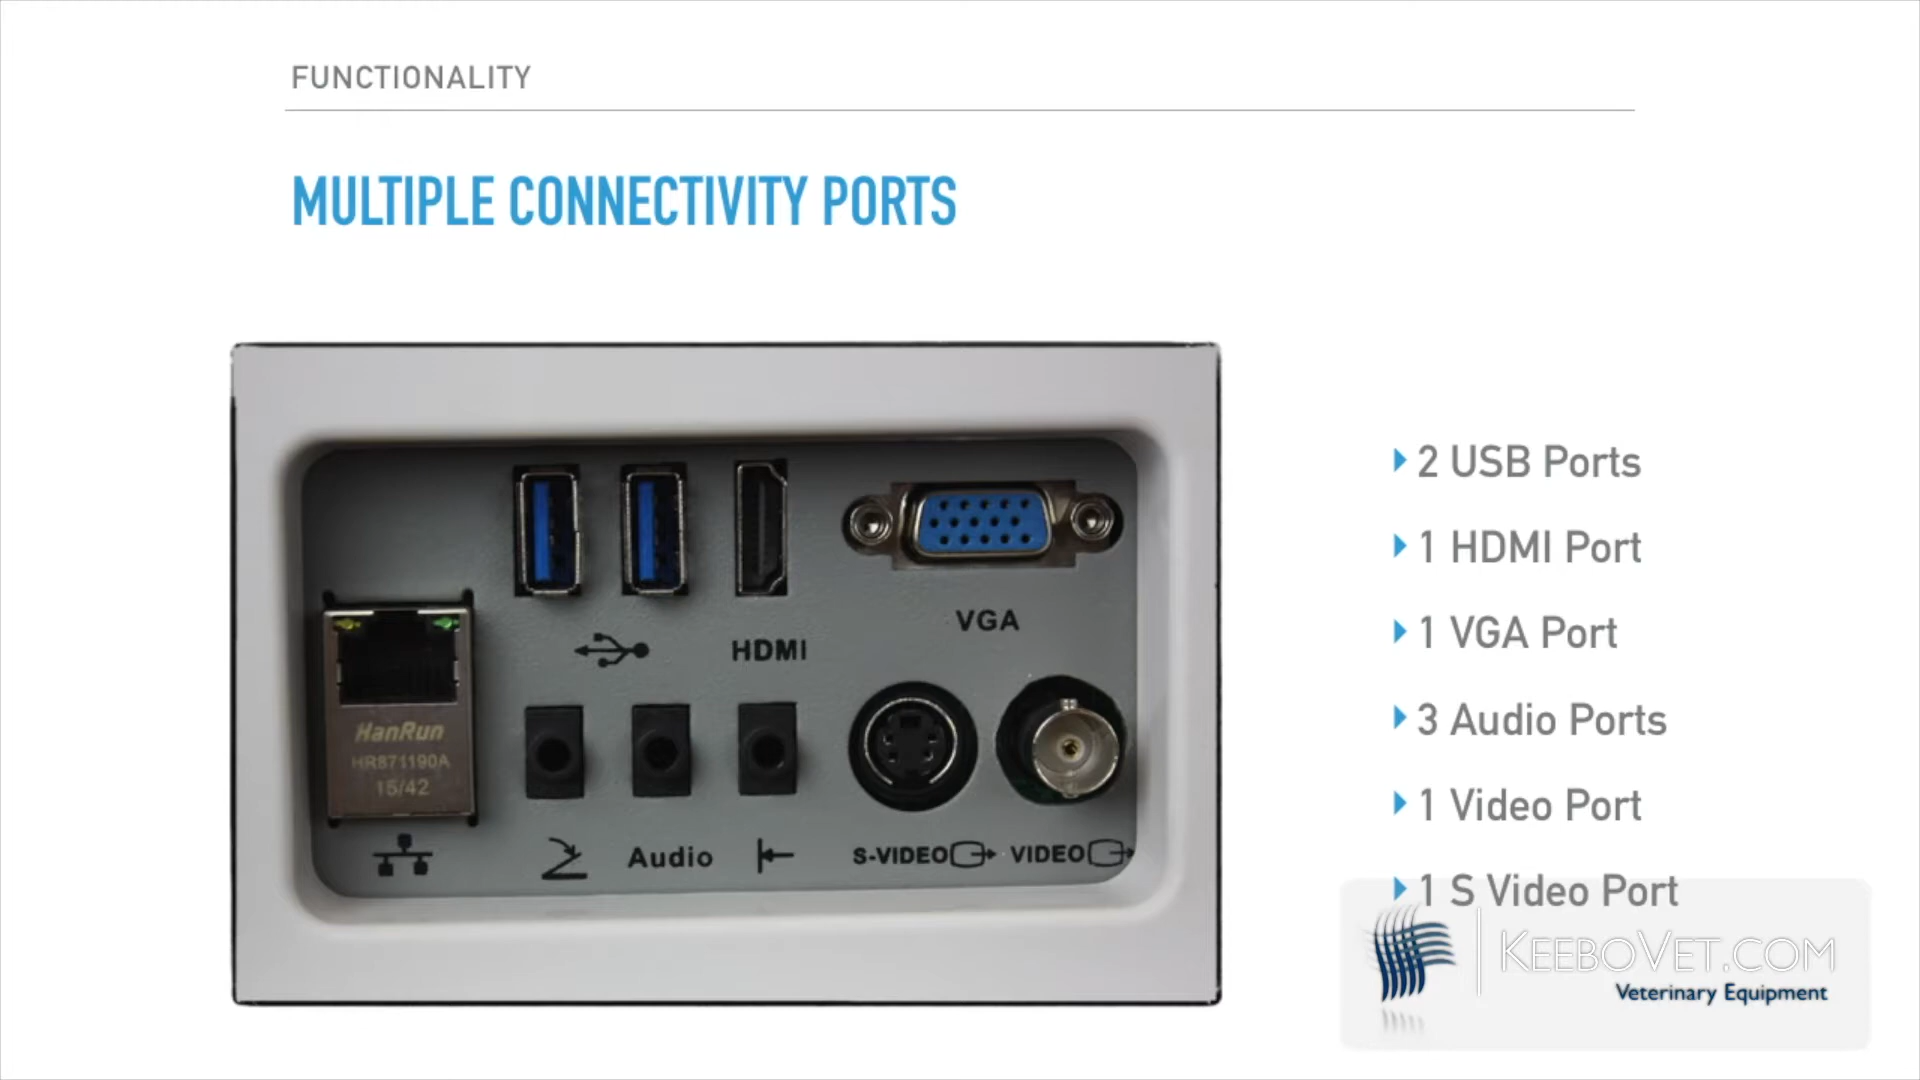 FUNCTIONALITY
MULTIPLE CONNECTIVITY PORTS
2 USB Ports
1 HDMI Port
1 VGA Port
3 Audio Ports
1 Video Port
1 S Video Port
VGA
HDMI
HanRun
HR871190A
15/42
Audio
S-VIDEO
VIDEO
KEEBOVET.COM
Veterinary Equipment